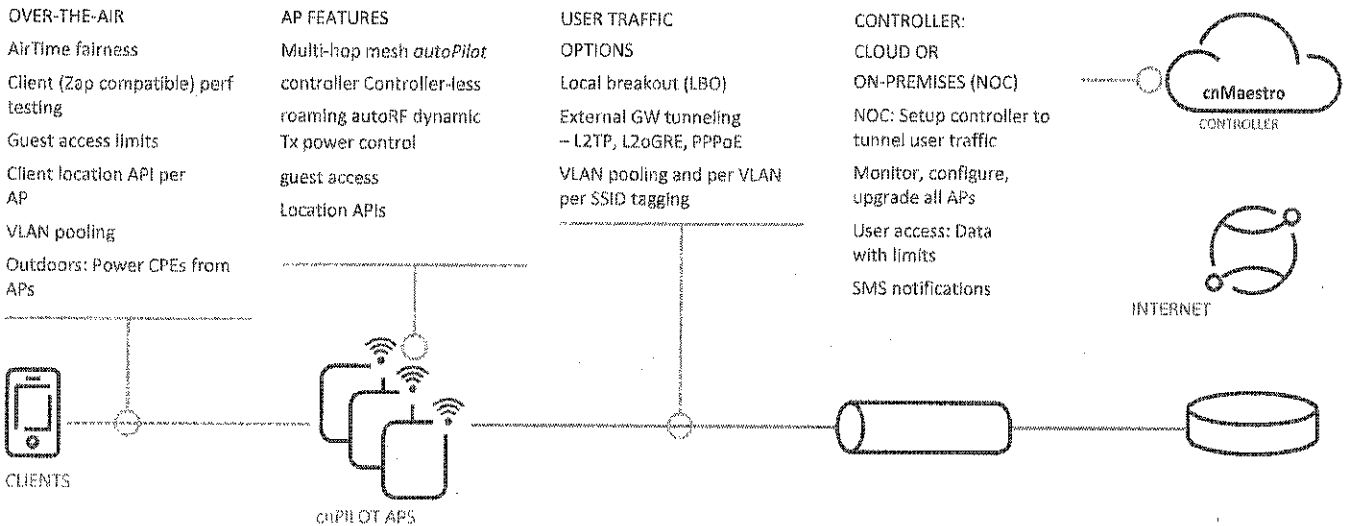 OVER-THE-AIR
AirTime fairness
Client (Zap compatible) perf
testing
Guest access limits
Client location API per
AP
VLAN pooling
Outdoors: Power CPEs from
APs
AP FEATURES
Multi-hop mesh autoPilot
controller Controller-less
roaming autoRF dynamic
Tx power control
guest access
Location APIs
USER TRAFFIC
OPTIONS
Local breakout (LBO)
External GW tunneling
– L2TP, L2oGRE, PPPoE
VLAN pooling and per VLAN
per SSID tagging
CONTROLLER:
CLOUD OR
ON-PREMISES (NOC)
NOC: Setup controller to
tunnel user traffic
Monitor, configure,
upgrade all APs
User access: Data
with limits
SMS notifications
cnMaestro
CONTROLLER
INTERNET
CLIENTS
cnPILOT APS